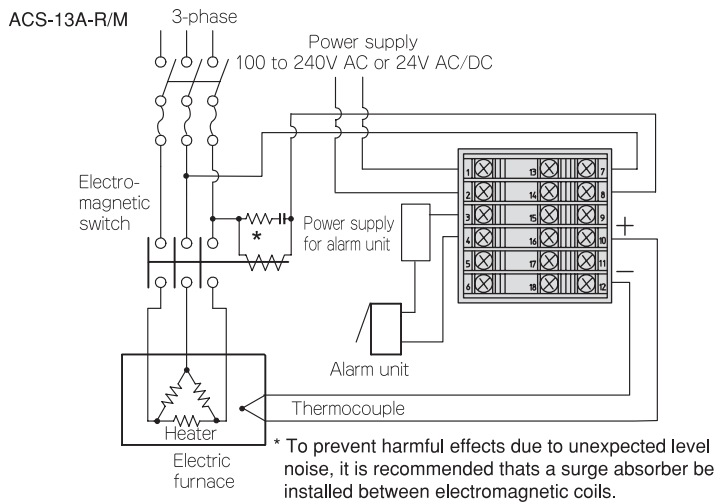 ACS-13A-R/M
3-phase
Power supply
100 to 240V AC or 24V AC/DC
Electro-
magnetic
switch
*
Power supply
for alarm unit
1 13 7
2 14 8
3 15 9
4 16 10
5 17 11
6 18 12
+
−
Alarm unit
Thermocouple
Heater
Electric
furnace
* To prevent harmful effects due to unexpected level
noise, it is recommended thats a surge absorber be
installed between electromagnetic coils.